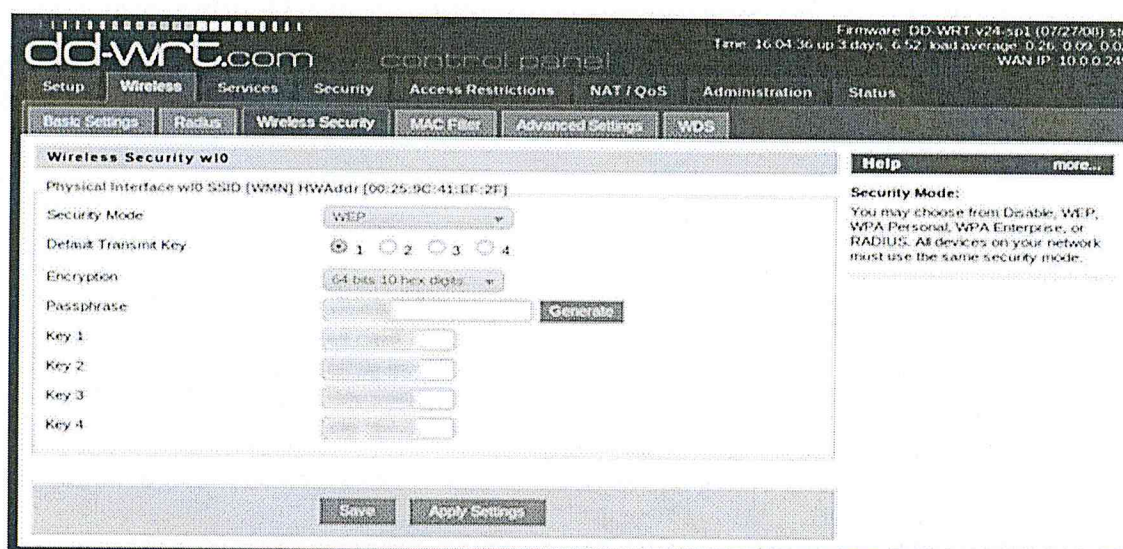 dd-wrt.com control panel
Firmware: DD-WRT v24-sp1 (07/27/08)
Time: 16:04:36 up 3 days, 6:52, load average: 0.26, 0.09,
WAN IP: 10.0.0.24
Setup Wireless Services Security Access Restrictions NAT / QoS Administration Status
Basic Settings Radius Wireless Security MAC Filter Advanced Settings WDS
Wireless Security wl0
Help more...
Physical Interface wl0 SSID [WMN] HWAddr [00:25:9C:41:EF:2F]
Security Mode WEP
Default Transmit Key 1 2 3 4
Encryption 64 bits 10 hex digits
Passphrase Generate
Key 1
Key 2
Key 3
Key 4
Save Apply Settings
Security Mode:
You may choose from Disable, WEP,
WPA Personal, WPA Enterprise, or
RADIUS. All devices on your network
must use the same security mode.